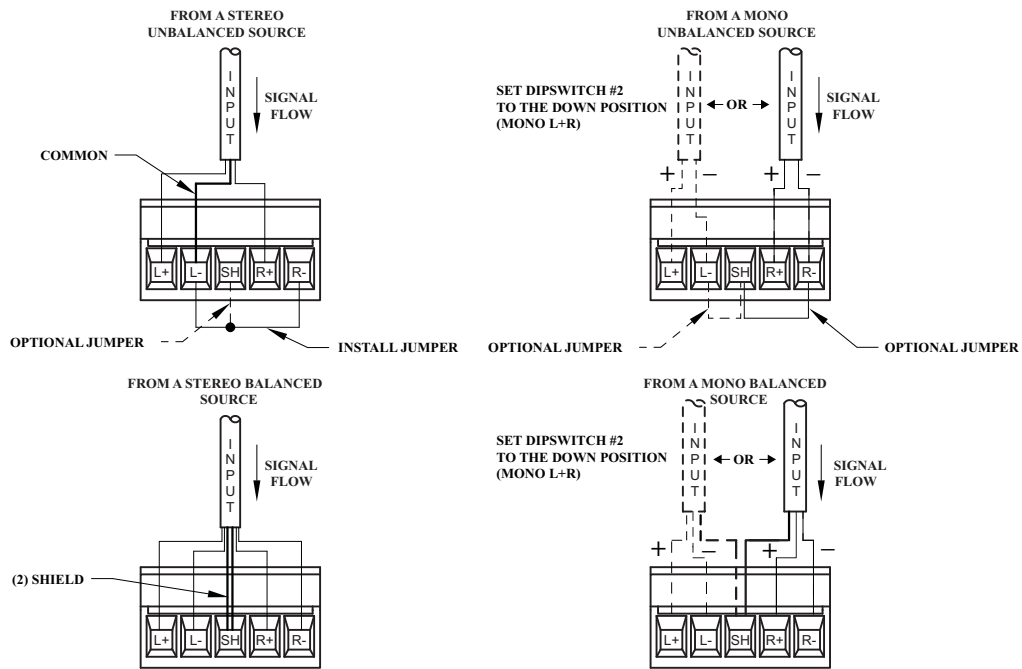 FROM A STEREO
UNBALANCED SOURCE
INPUT
SIGNAL
FLOW
COMMON
L+ L- SH R+ R-
OPTIONAL JUMPER
INSTALL JUMPER
FROM A MONO
UNBALANCED SOURCE
SET DIPSWITCH #2
TO THE DOWN POSITION
(MONO L+R)
INPUT
OR
INPUT
SIGNAL
FLOW
+ − + −
L+ L- SH R+ R-
OPTIONAL JUMPER
OPTIONAL JUMPER
FROM A STEREO BALANCED
SOURCE
INPUT
SIGNAL
FLOW
(2) SHIELD
L+ L- SH R+ R-
FROM A MONO BALANCED
SOURCE
SET DIPSWITCH #2
TO THE DOWN POSITION
(MONO L+R)
INPUT
OR
INPUT
SIGNAL
FLOW
+ − + −
L+ L- SH R+ R-